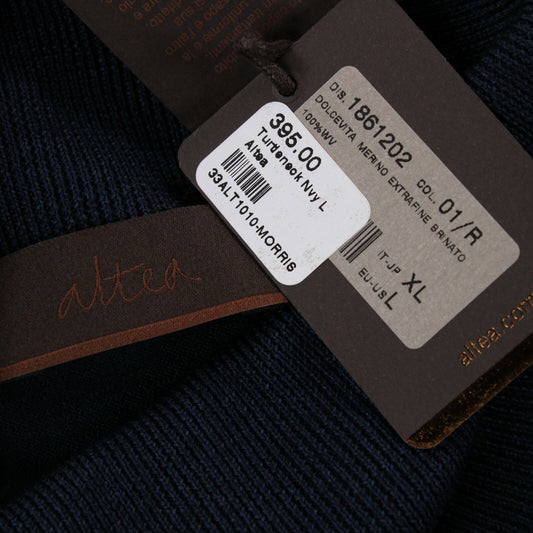 395.00
Turtleneck Nvy L
Altea
33ALT1010-MORRI6
DIS. 1861202 COL. 01/R
DOLCEVITA MERINO EXTRAFINE BRINATO
100%WV
IT-JP XL
EU-US L
altea.com
altea